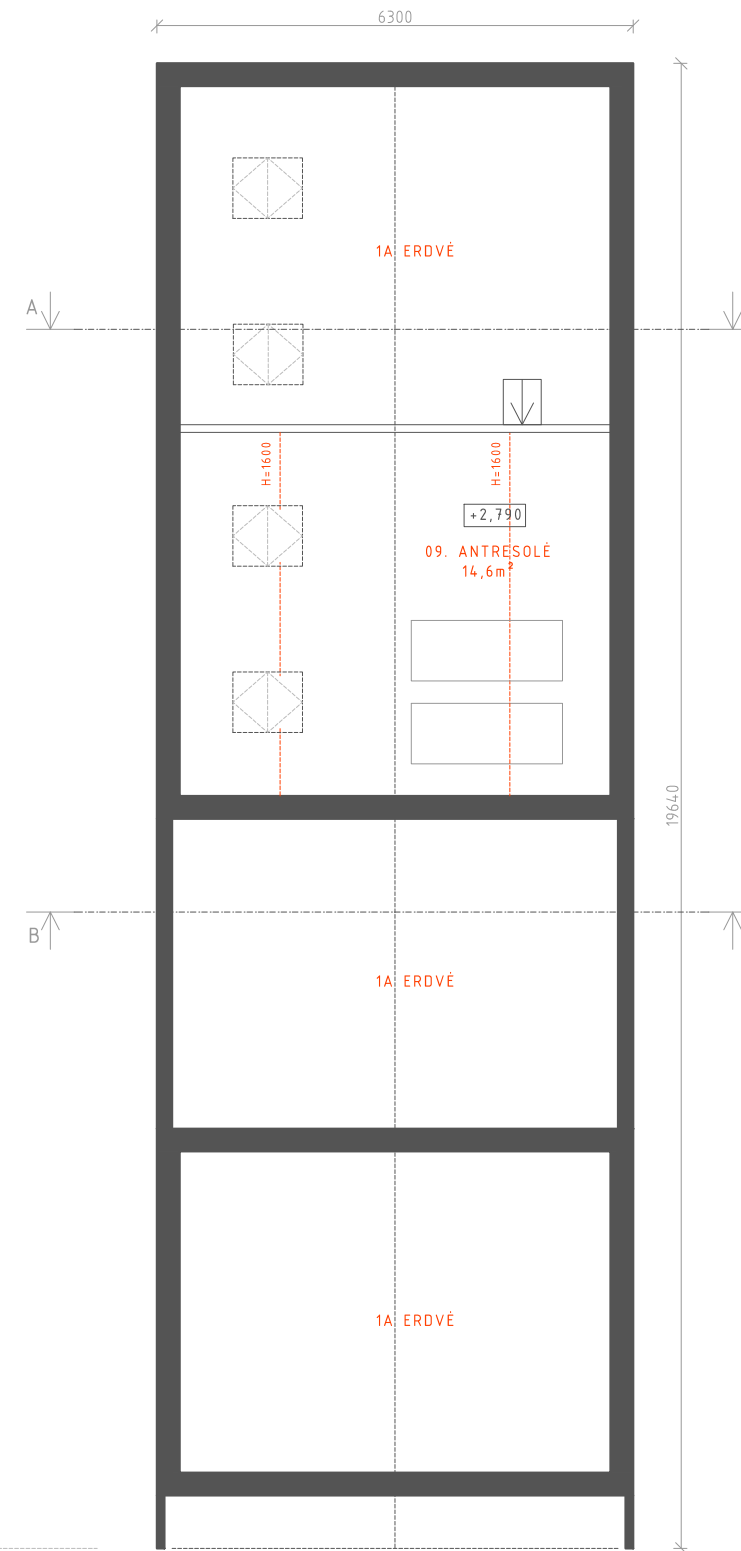 6300
1A ERDVĖ
A
H=1600
H=1600
+2,790
09. ANTRESOLĖ
14,6m²
19640
B
1A ERDVĖ
1A ERDVĖ